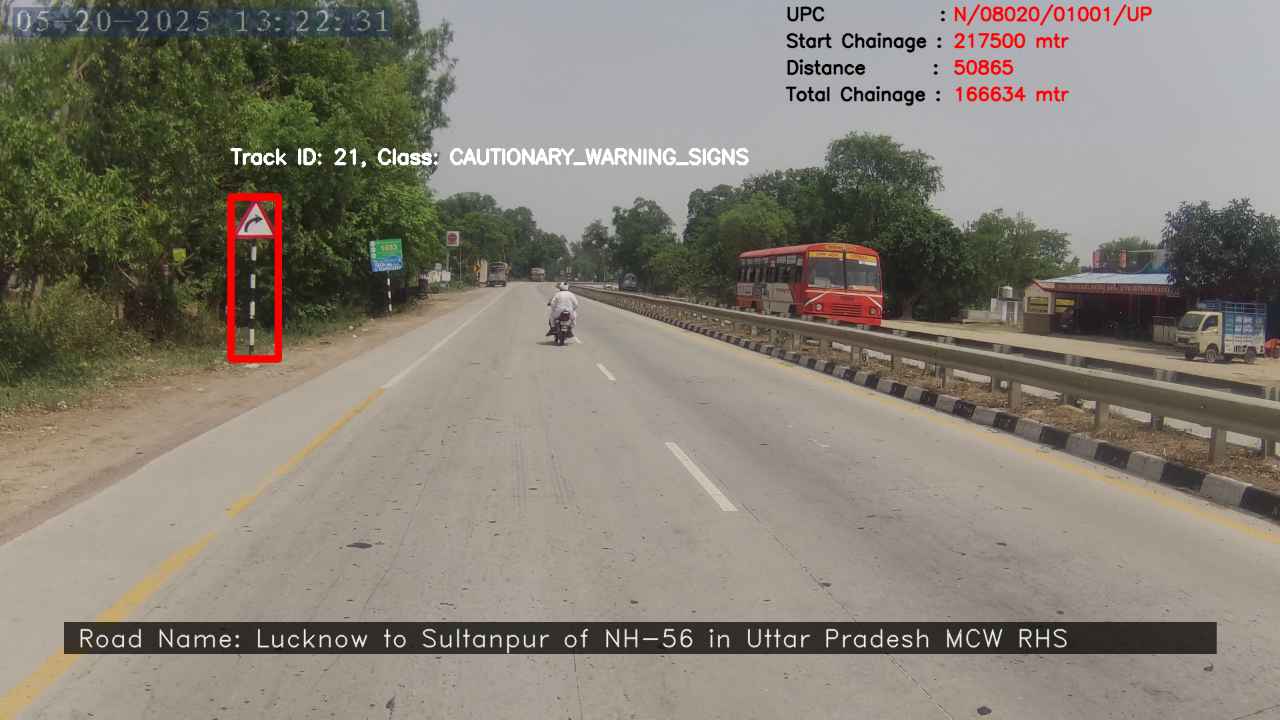 05-20-2025 13:22:31
UPC : N/08020/01001/UP
Start Chainage : 217500 mtr
Distance : 50865
Total Chainage : 166634 mtr
Track ID: 21, Class: CAUTIONARY_WARNING_SIGNS
Road Name: Lucknow to Sultanpur of NH-56 in Uttar Pradesh MCW RHS